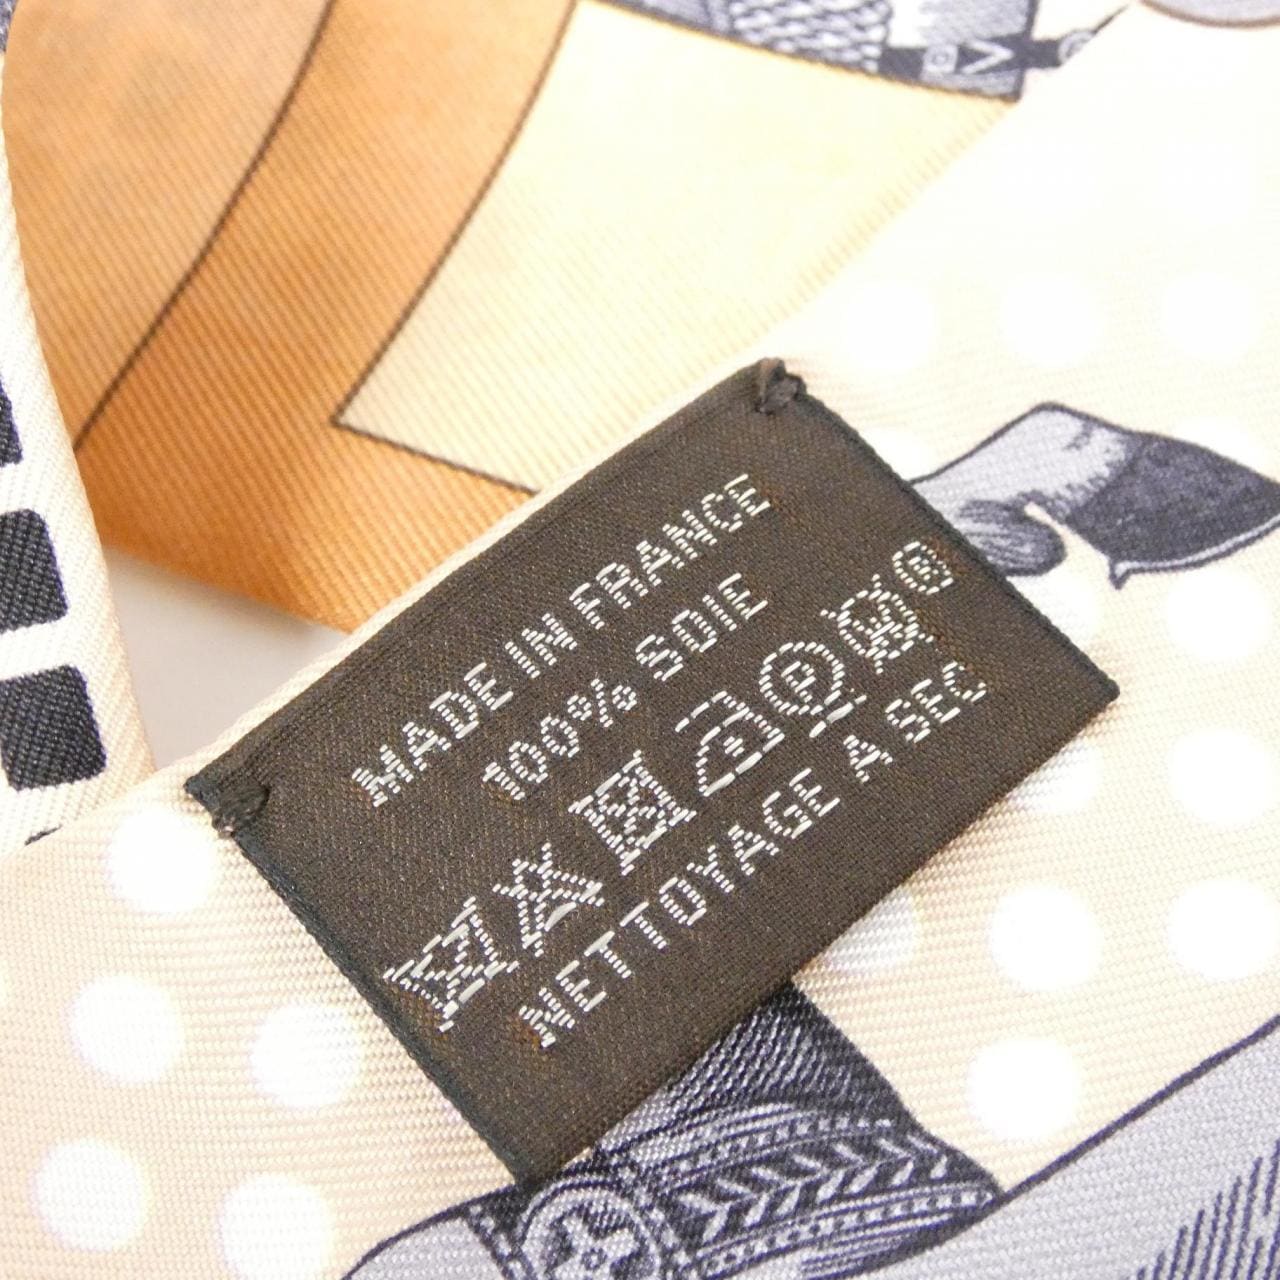 MADE IN FRANCE
100% SOIE
P ®
NETTOYAGE A SEC